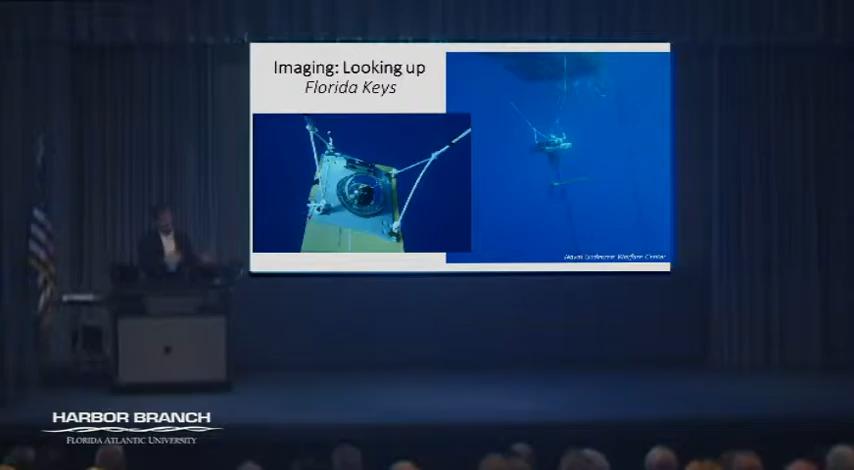 Imaging: Looking up
Florida Keys
Naval Undersea Warfare Center
HARBOR BRANCH
FLORIDA ATLANTIC UNIVERSITY